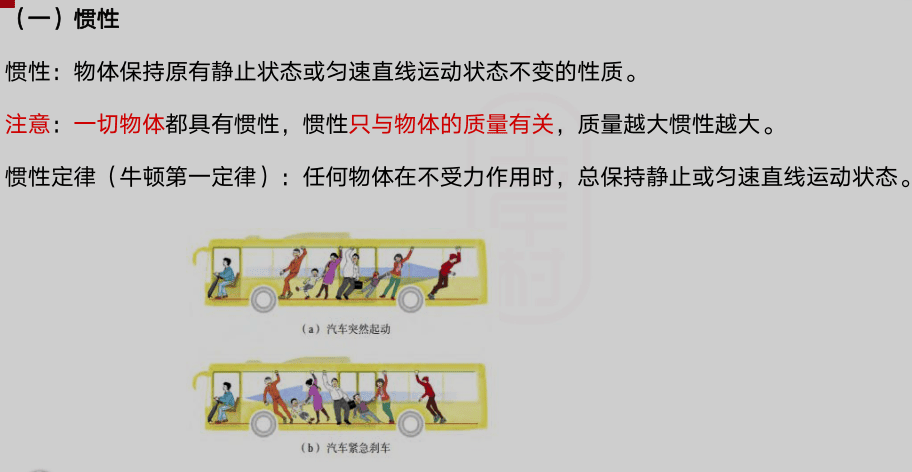 （一）惯性
惯性：物体保持原有静止状态或匀速直线运动状态不变的性质。
注意：一切物体都具有惯性，惯性只与物体的质量有关，质量越大惯性越大。
惯性定律（牛顿第一定律）：任何物体在不受力作用时，总保持静止或匀速直线运动状态。
（a）汽车突然起动
（b）汽车紧急刹车